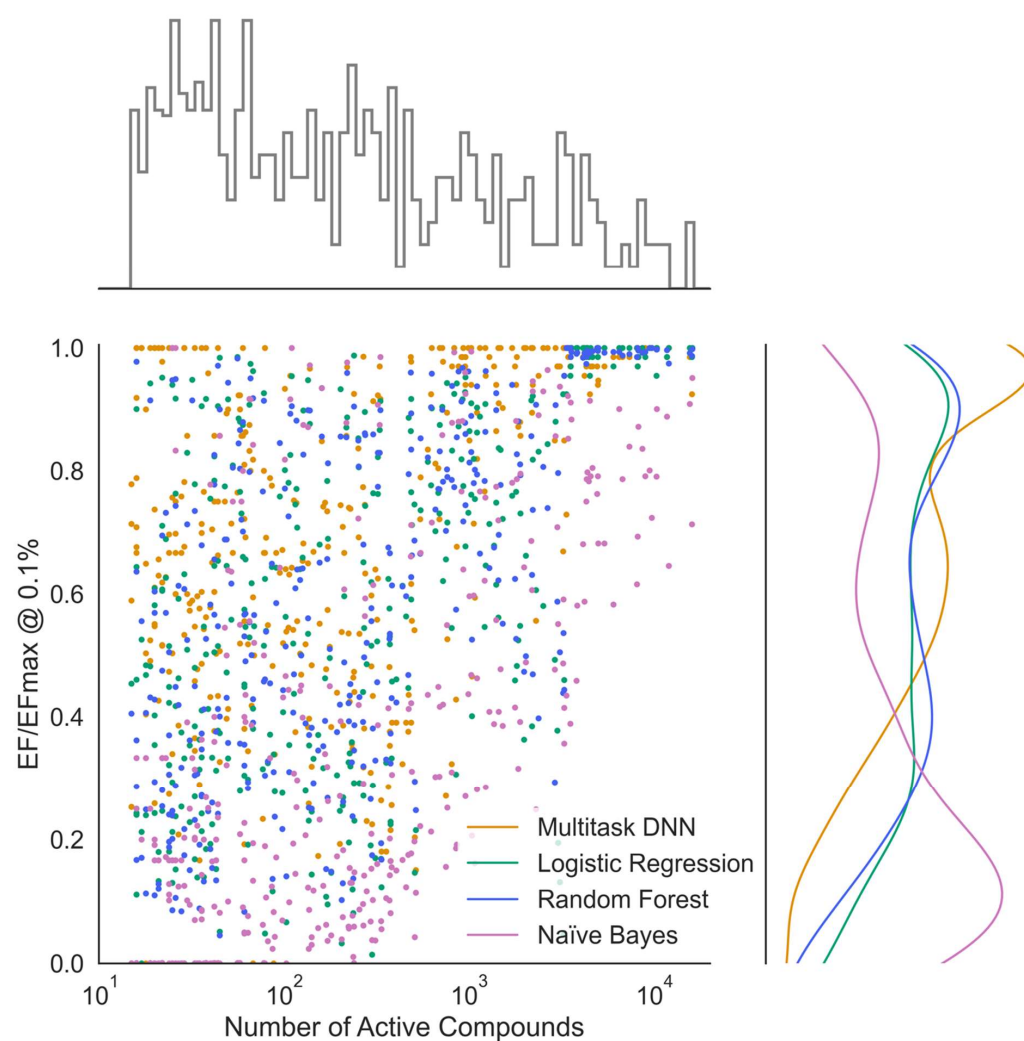 1.0
0.8
0.6
0.4
0.2
0.0
EF/EFmax @ 0.1%
Multitask DNN
Logistic Regression
Random Forest
Naïve Bayes
10¹ 10² 10³ 10⁴
Number of Active Compounds